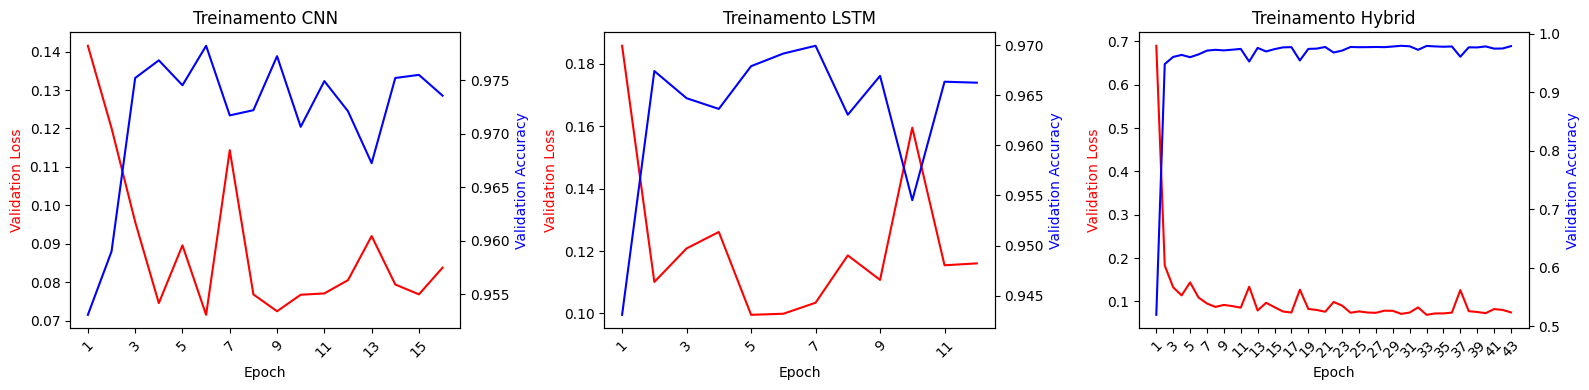 Treinamento CNN
0.14
0.13
0.12
0.11
0.10
0.09
0.08
0.07
Validation Loss
0.975
0.970
0.965
0.960
0.955
Validation Accuracy
1 3 5 7 9 11 13 15
Epoch
Treinamento LSTM
0.18
0.16
0.14
0.12
0.10
Validation Loss
0.970
0.965
0.960
0.955
0.950
0.945
Validation Accuracy
1 3 5 7 9 11
Epoch
Treinamento Hybrid
0.7
0.6
0.5
0.4
0.3
0.2
0.1
Validation Loss
1.0
0.9
0.8
0.7
0.6
0.5
Validation Accuracy
1 3 5 7 9 11 13 15 17 19 21 23 25 27 29 31 33 35 37 39 41 43
Epoch